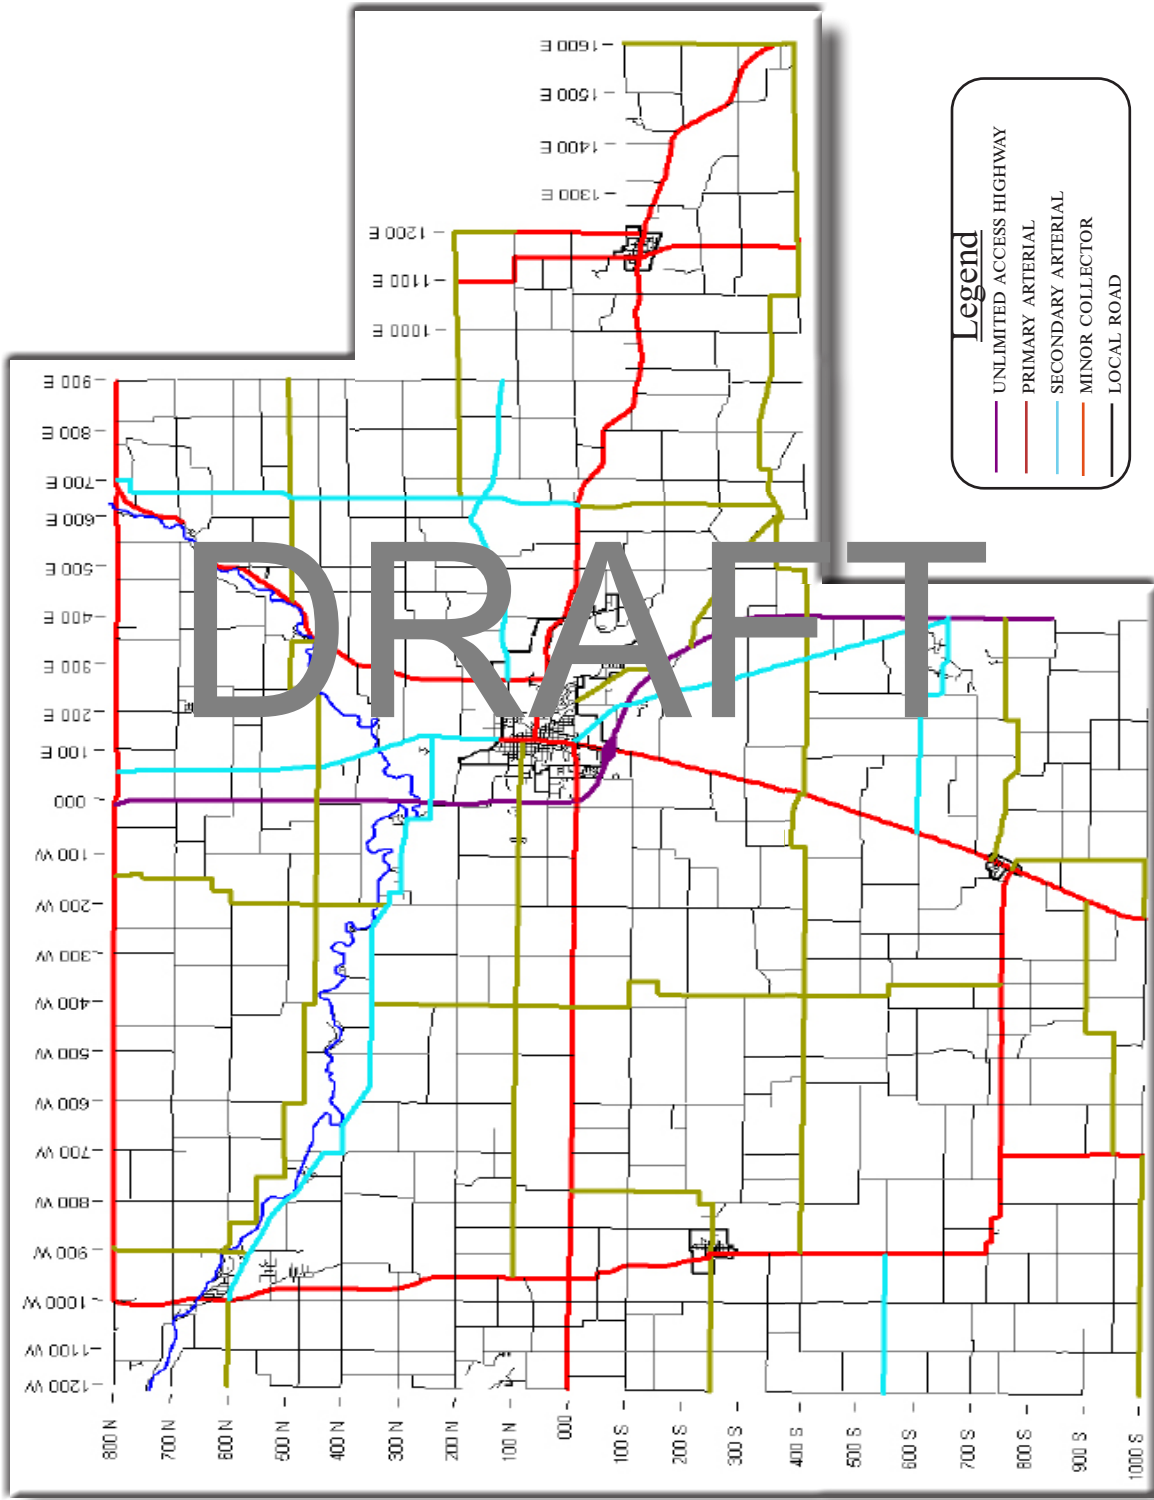 1600 E
1500 E
1400 E
1300 E
1200 E
1100 E
1000 E
900 E
800 E
700 E
600 E
500 E
400 E
300 E
200 E
100 E
000
100 W
200 W
300 W
400 W
500 W
600 W
700 W
800 W
900 W
1000 W
1100 W
1200 W
800 N
700 N
600 N
500 N
400 N
300 N
200 N
100 N
000
100 S
200 S
300 S
400 S
500 S
600 S
700 S
800 S
900 S
1000 S
Legend
UNLIMITED ACCESS HIGHWAY
PRIMARY ARTERIAL
SECONDARY ARTERIAL
MINOR COLLECTOR
LOCAL ROAD
DRAFT